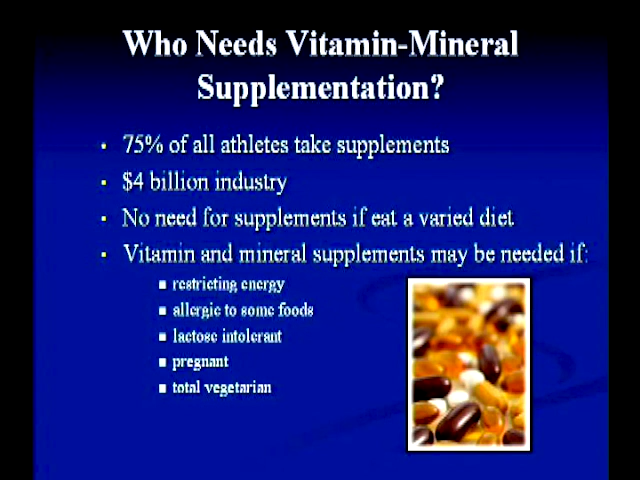 Who Needs Vitamin-Mineral
Supplementation?
• 75% of all athletes take supplements
• $4 billion industry
• No need for supplements if eat a varied diet
• Vitamin and mineral supplements may be needed if:
■ restricting energy
■ allergic to some foods
■ lactose intolerant
■ pregnant
■ total vegetarian